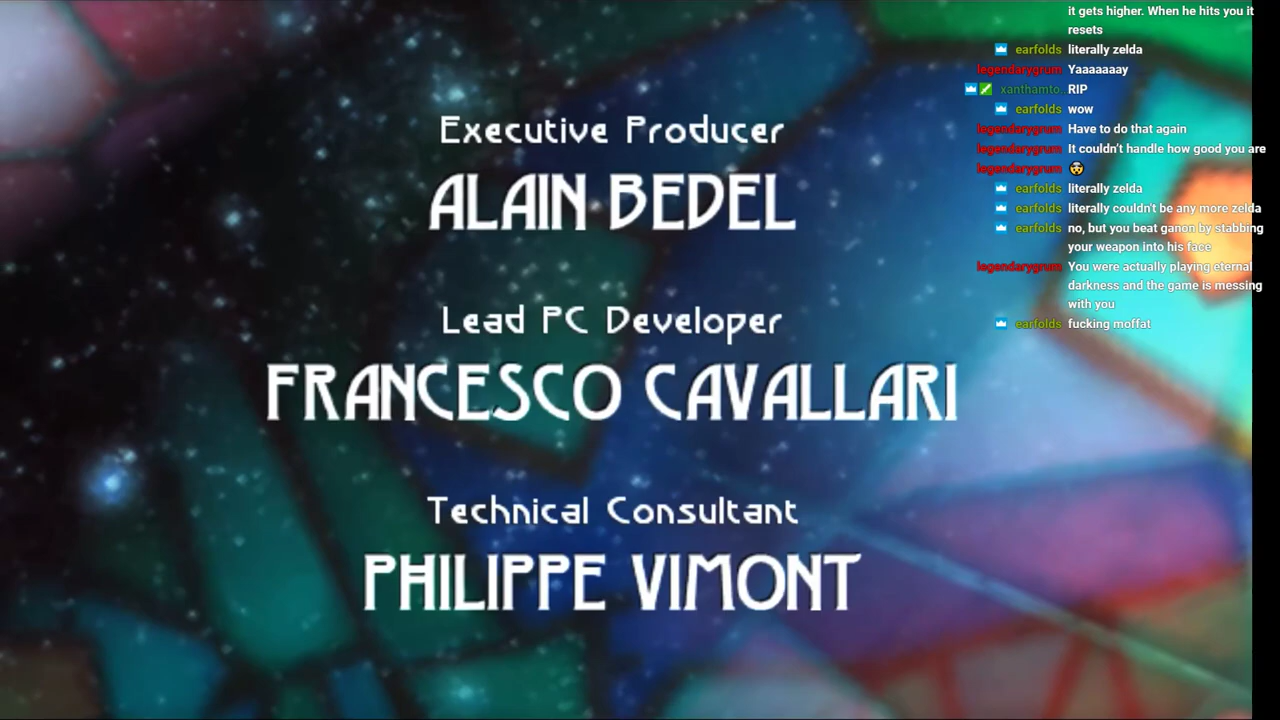 Executive Producer
ALAIN BEDEL
Lead PC Developer
FRANCESCO CAVALLARI
Technical Consultant
PHILIPPE VIMONT
it gets higher. When he hits you it
resets
earfolds literally zelda
legendarygrum Yaaaaaaay
xanthamto.. RIP
earfolds wow
legendarygrum Have to do that again
legendarygrum It couldn't handle how good you are
legendarygrum
earfolds literally zelda
earfolds literally couldn't be any more zelda
earfolds no, but you beat ganon by stabbing
your weapon into his face
legendarygrum You were actually playing eternal
darkness and the game is messing
with you
earfolds fucking moffat